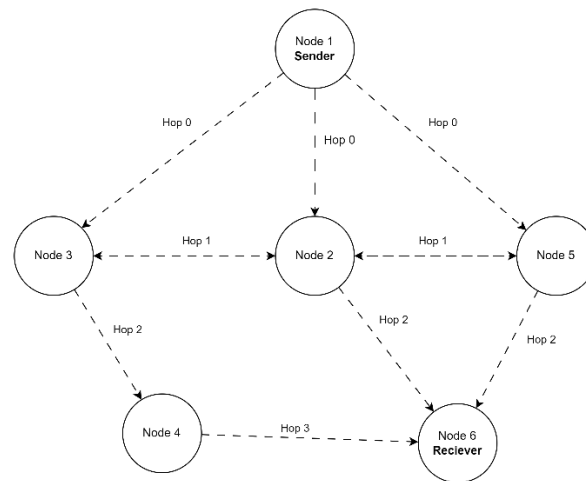 Node 1
Sender
Hop 0
Hop 0
Hop 0
Node 3
Hop 1
Node 2
Hop 1
Node 5
Hop 2
Hop 2
Hop 2
Node 4
Hop 3
Node 6
Reciever